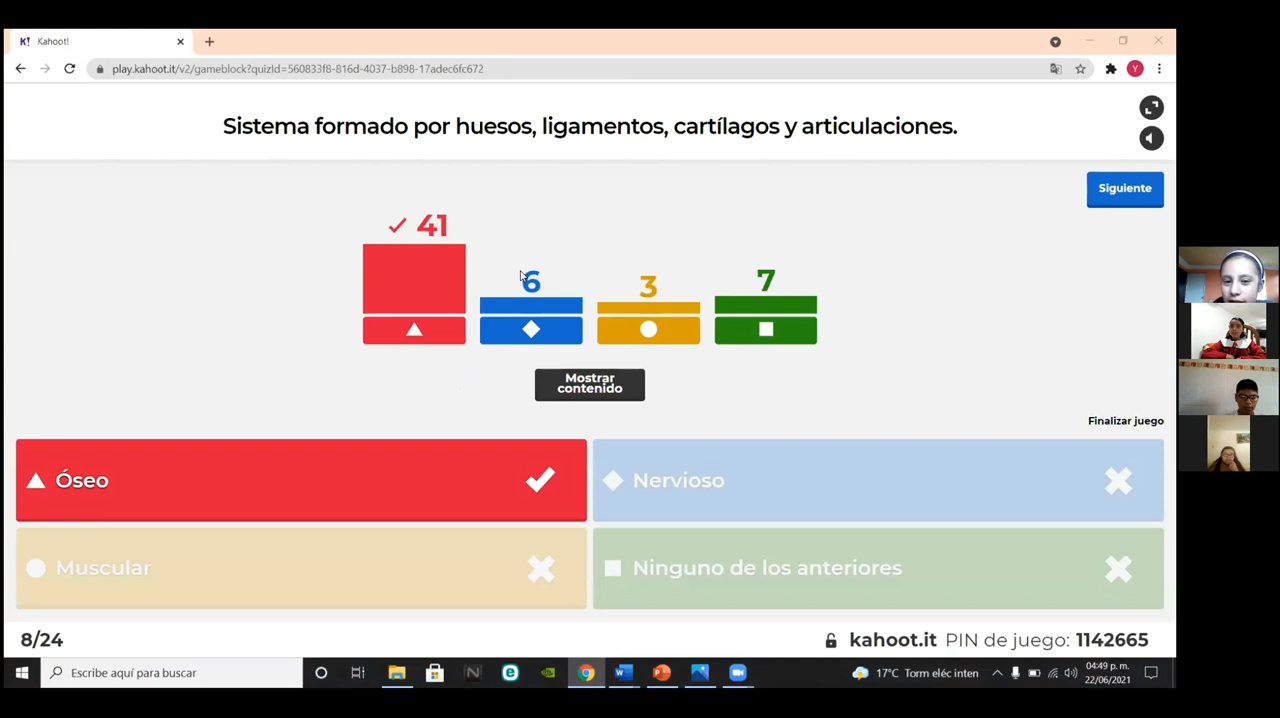 Kahoot!
play.kahoot.it/v2/gameblock?quizId=560833f8-816d-4037-b898-17adec6fc672
Y
Sistema formado por huesos, ligamentos, cartílagos y articulaciones.
Siguiente
41
6
3
7
Mostrar
contenido
Finalizar juego
Óseo
Nervioso
Muscular
Ninguno de los anteriores
8/24
kahoot.it PIN de juego: 1142665
Escribe aquí para buscar
17°C Torm eléc inten
04:49 p. m.
22/06/2021